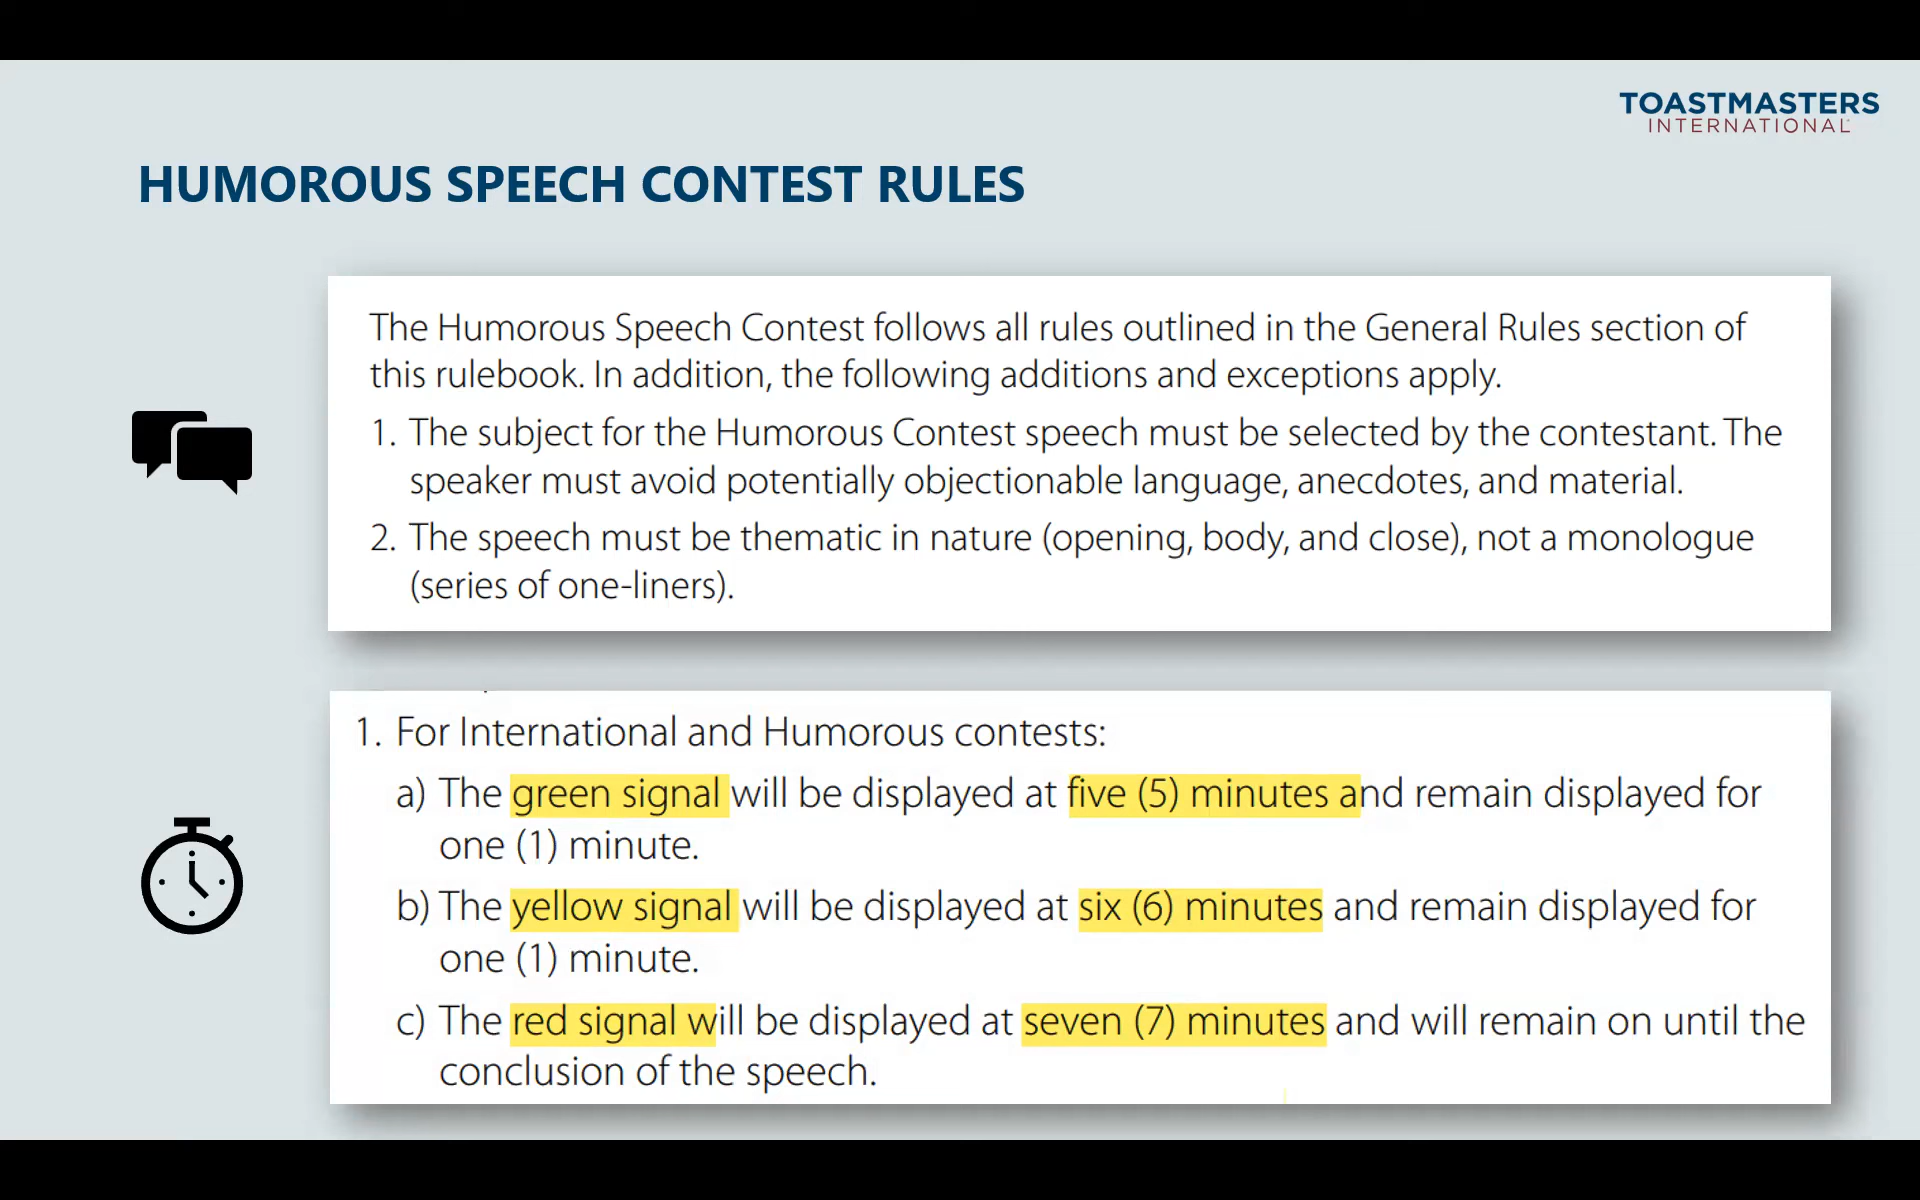 TOASTMASTERS
INTERNATIONAL
HUMOROUS SPEECH CONTEST RULES
The Humorous Speech Contest follows all rules outlined in the General Rules section of
this rulebook. In addition, the following additions and exceptions apply.
1. The subject for the Humorous Contest speech must be selected by the contestant. The
speaker must avoid potentially objectionable language, anecdotes, and material.
2. The speech must be thematic in nature (opening, body, and close), not a monologue
(series of one-liners).
1. For International and Humorous contests:
a) The green signal will be displayed at five (5) minutes and remain displayed for
one (1) minute.
b) The yellow signal will be displayed at six (6) minutes and remain displayed for
one (1) minute.
c) The red signal will be displayed at seven (7) minutes and will remain on until the
conclusion of the speech.